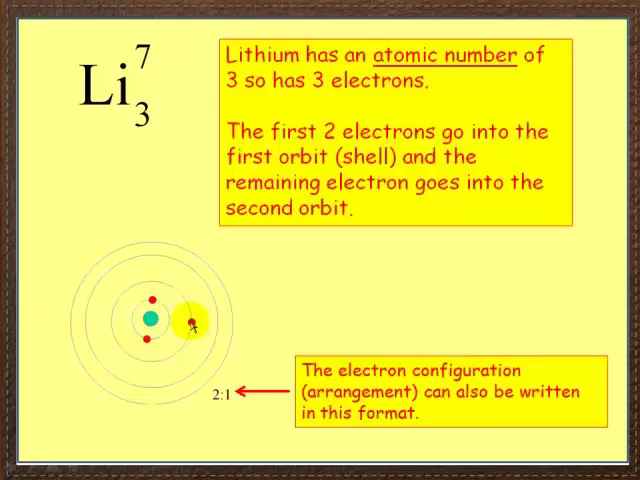 Li 7 3
Lithium has an atomic number of
3 so has 3 electrons.
The first 2 electrons go into the
first orbit (shell) and the
remaining electron goes into the
second orbit.
2:1
The electron configuration
(arrangement) can also be written
in this format.